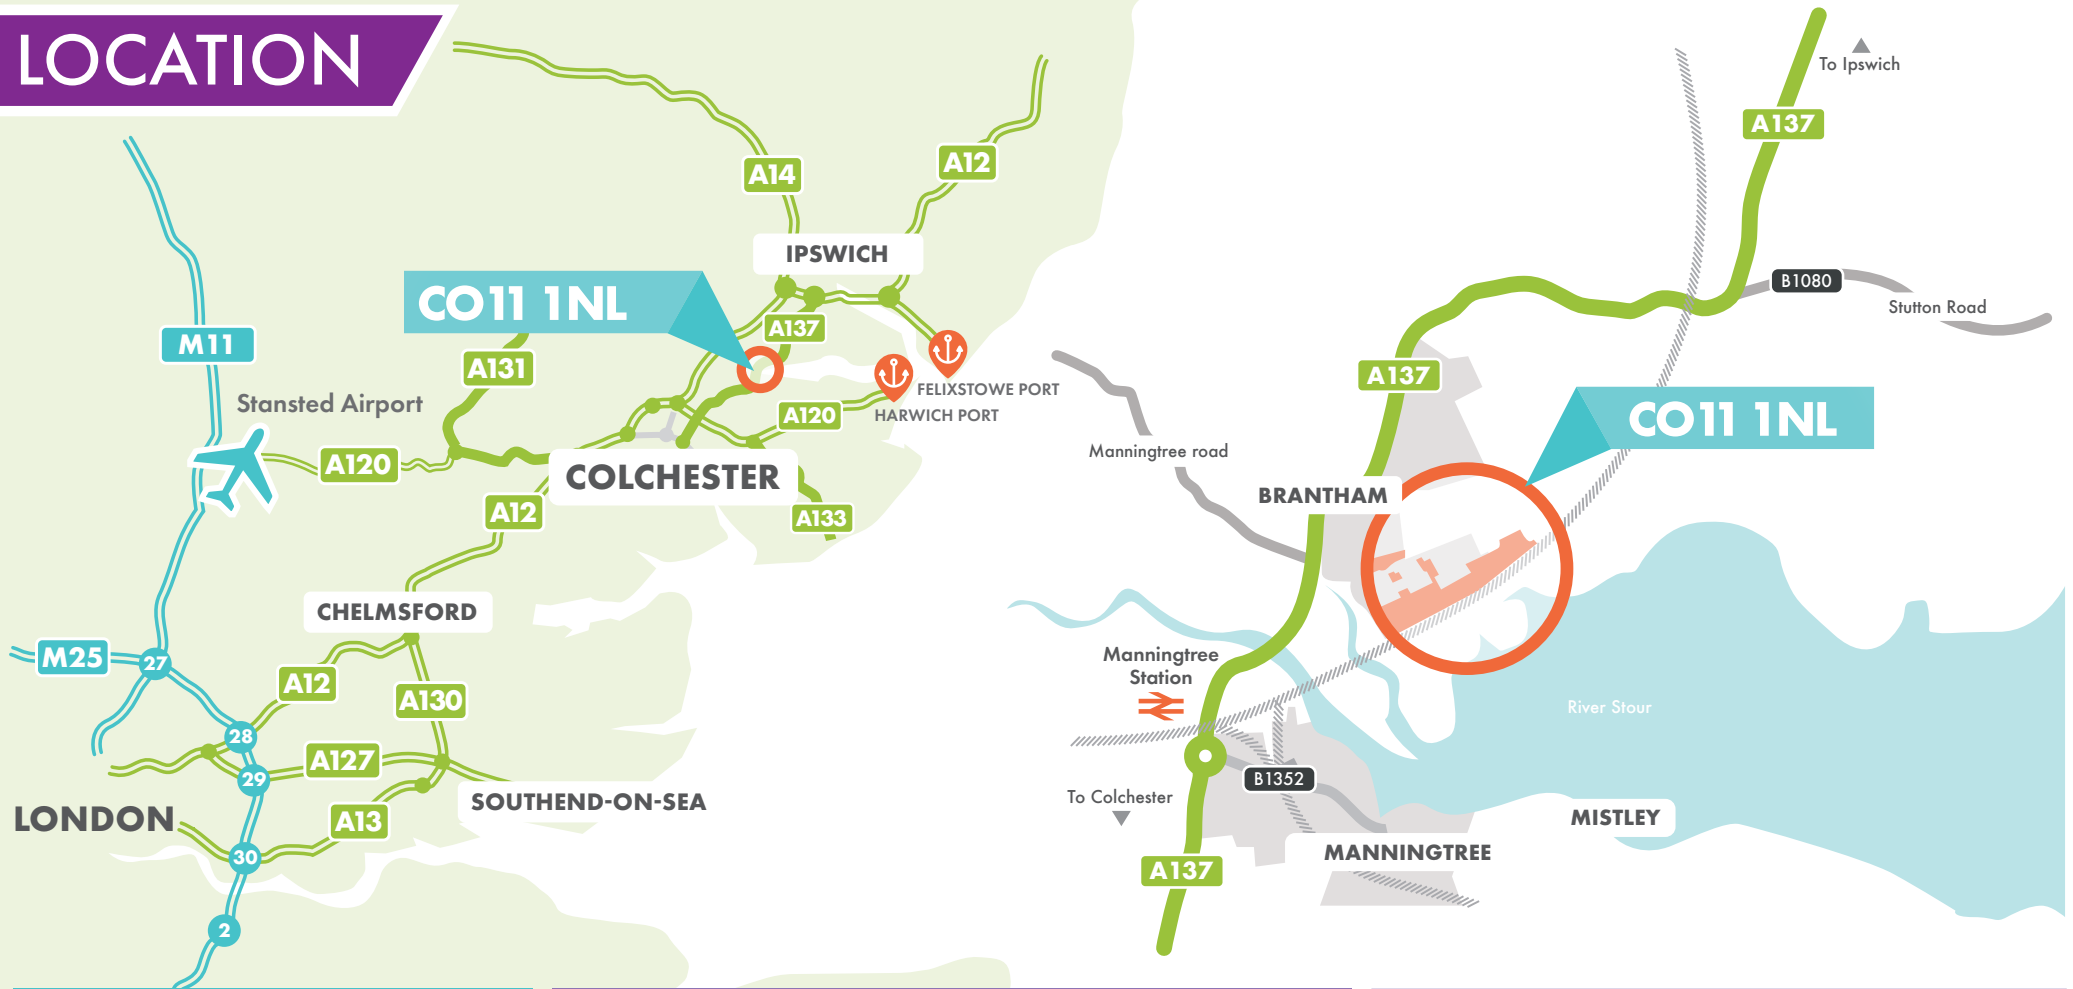 LOCATION
A14
A12
IPSWICH
CO11 1NL
A137
M11
A131
FELIXSTOWE PORT
HARWICH PORT
Stansted Airport
A120
A120
COLCHESTER
A12
A133
CHELMSFORD
M25
27
A12
A130
28
A127
29
SOUTHEND-ON-SEA
LONDON
A13
30
2
To Ipswich
A137
B1080
Stutton Road
A137
CO11 1NL
Manningtree road
BRANTHAM
Manningtree
Station
River Stour
B1352
To Colchester
MISTLEY
MANNINGTREE
A137